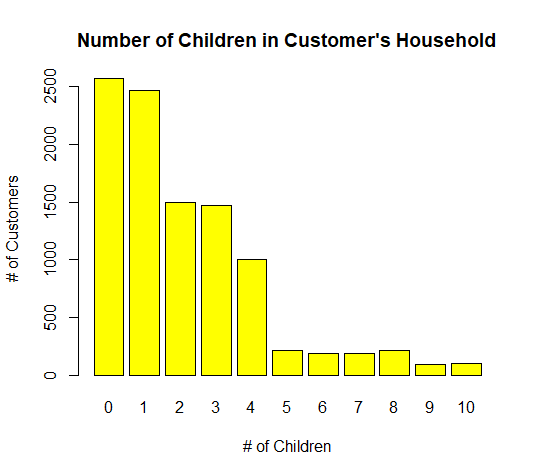 Number of Children in Customer's Household
# of Customers
2500
2000
1500
1000
500
0
0 1 2 3 4 5 6 7 8 9 10
# of Children